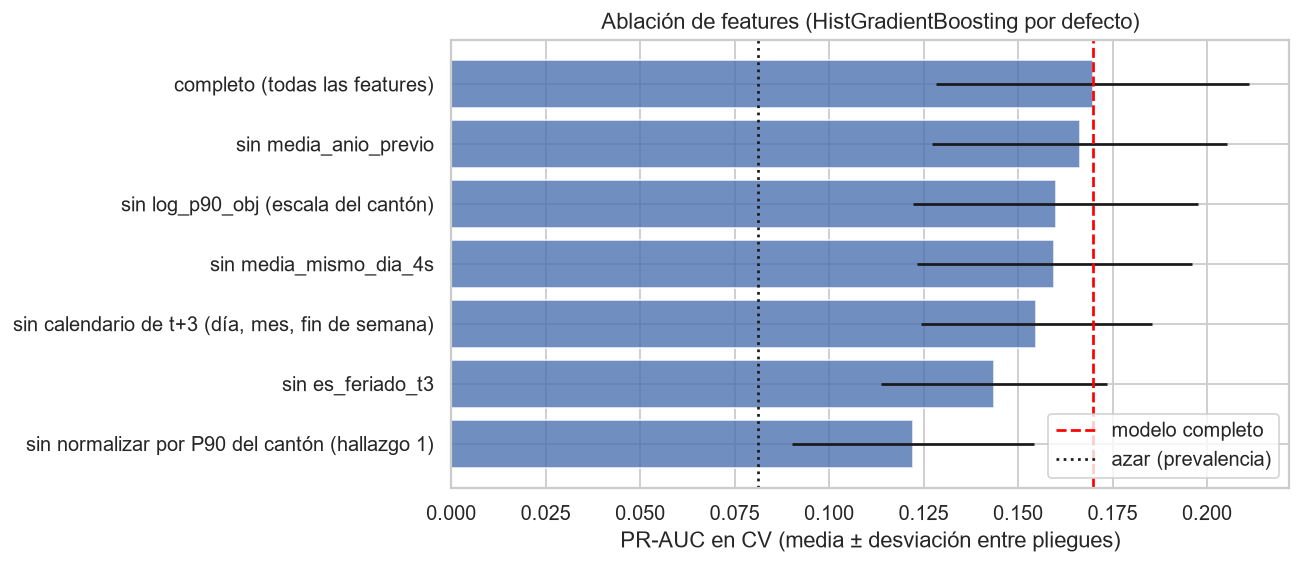 Ablación de features (HistGradientBoosting por defecto)
completo (todas las features)
sin media_anio_previo
sin log_p90_obj (escala del cantón)
sin media_mismo_dia_4s
sin calendario de t+3 (día, mes, fin de semana)
sin es_feriado_t3
sin normalizar por P90 del cantón (hallazgo 1)
modelo completo
azar (prevalencia)
0.000 0.025 0.050 0.075 0.100 0.125 0.150 0.175 0.200
PR-AUC en CV (media ± desviación entre pliegues)